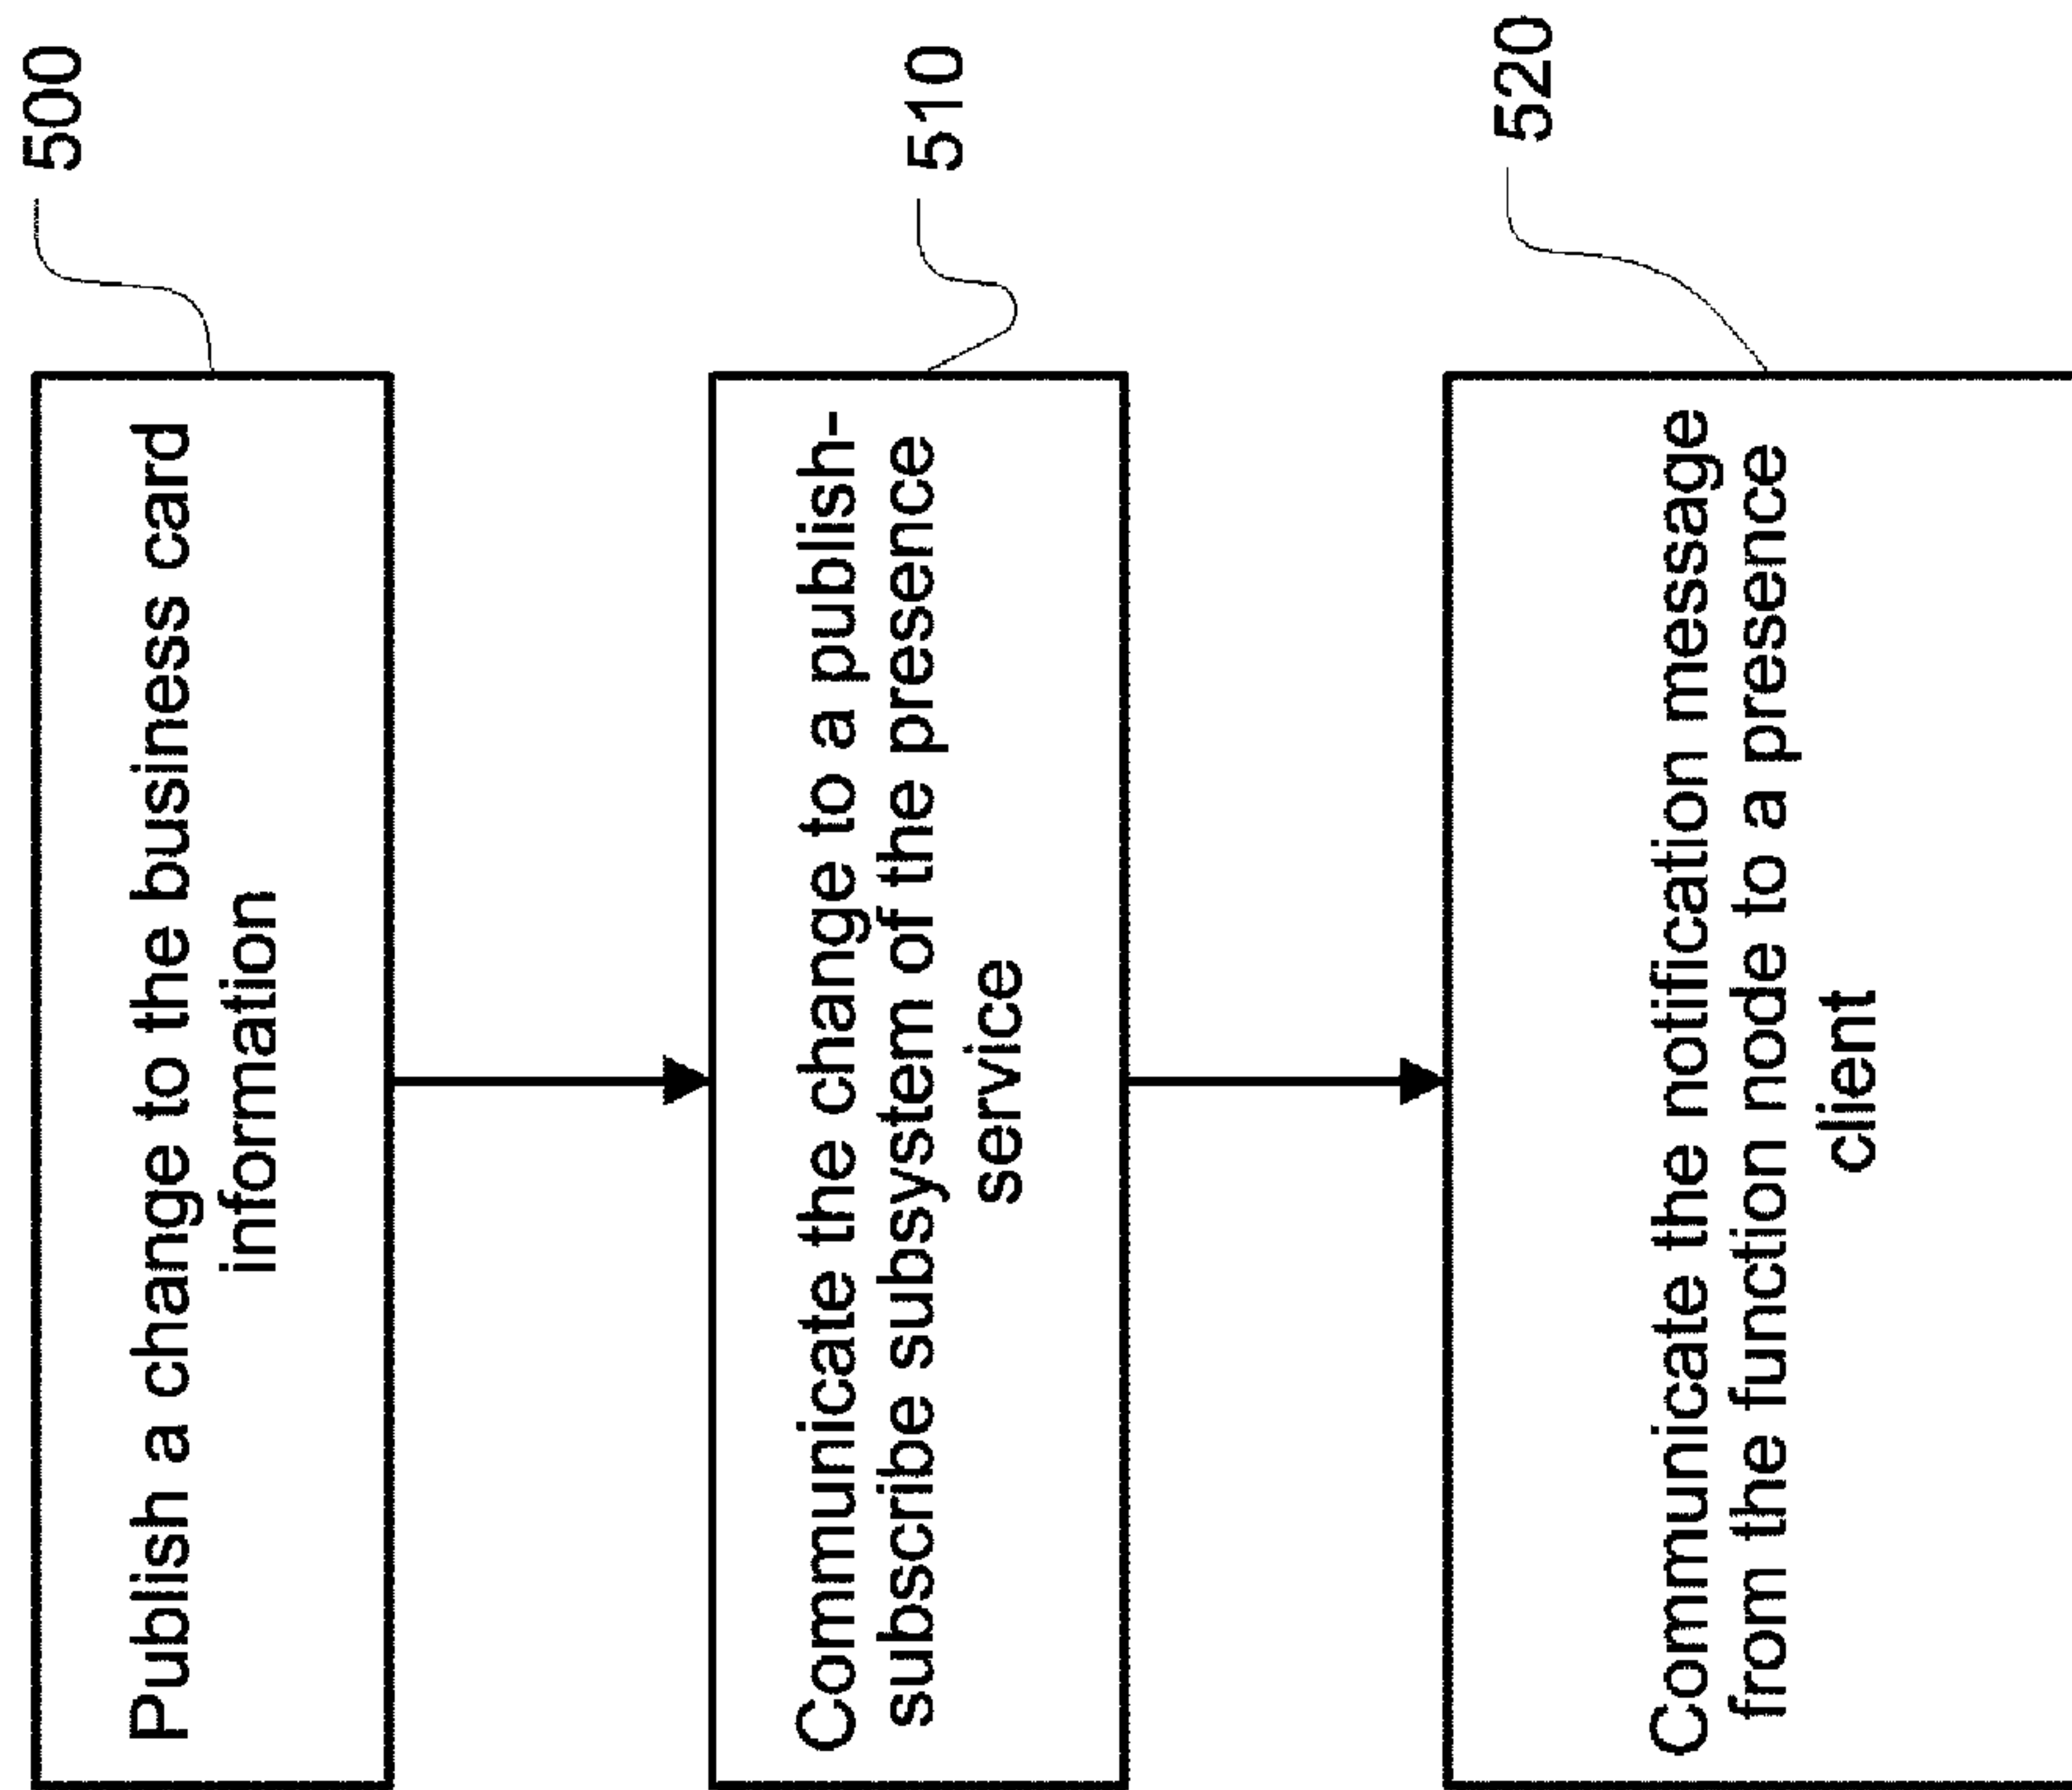 500
Publish a change to the business card
information
510
Communicate the change to a publish-
subscribe subsystem of the presence
service
520
Communicate the notification message
from the function node to a presence
client